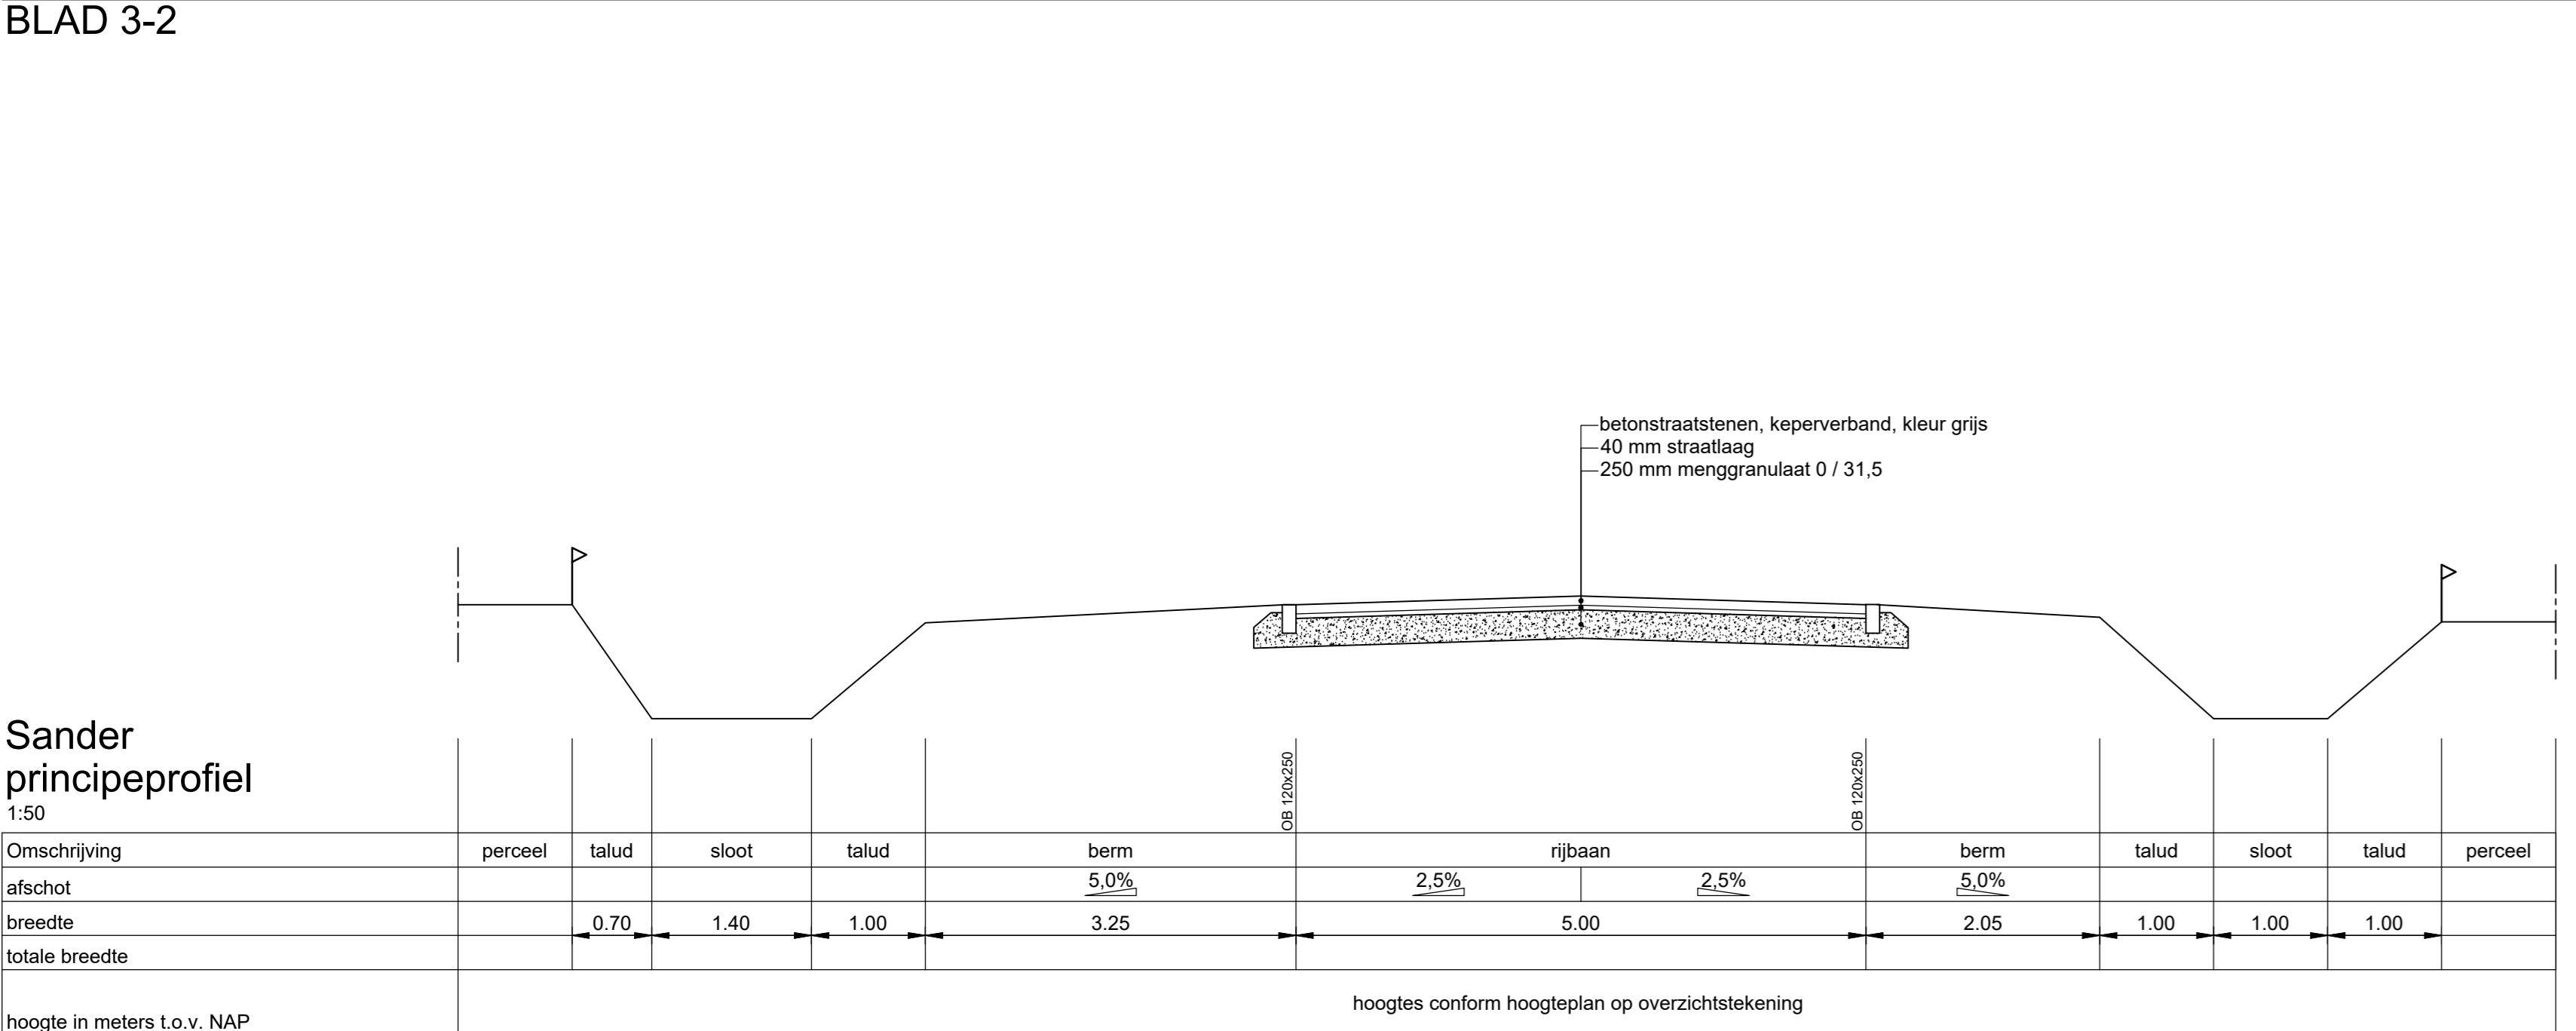 BLAD 3-2
betonstraatstenen, keperverband, kleur grijs
40 mm straatlaag
250 mm menggranulaat 0 / 31,5
Sander
principeprofiel
1:50
OB 120x250
OB 120x250
Omschrijving perceel talud sloot talud berm rijbaan berm talud sloot talud perceel
afschot 5,0% 2,5% 2,5% 5,0%
breedte 0.70 1.40 1.00 3.25 5.00 2.05 1.00 1.00 1.00
totale breedte
hoogtes conform hoogteplan op overzichtstekening
hoogte in meters t.o.v. NAP